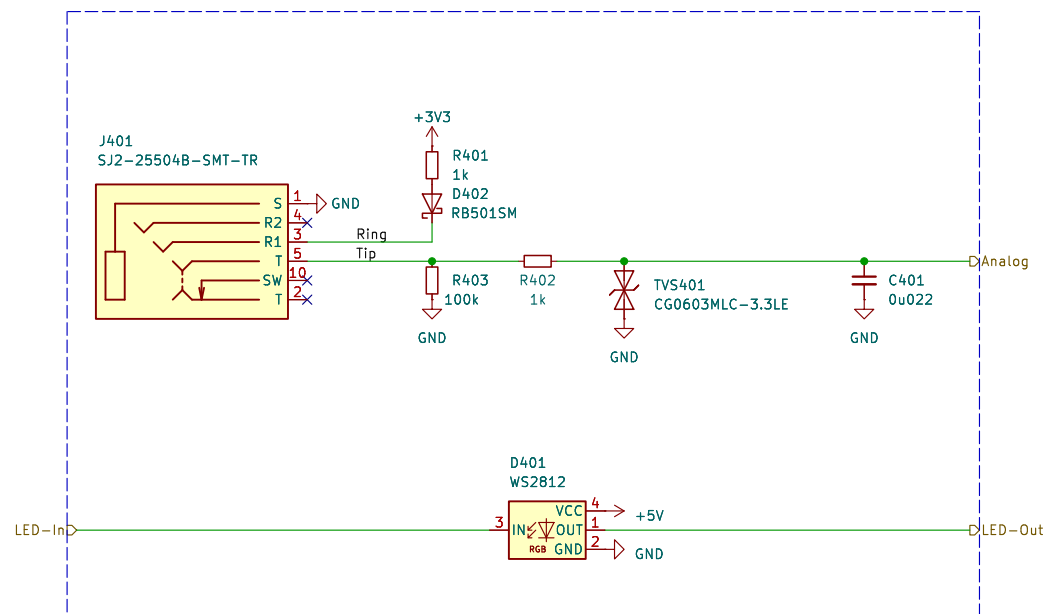 +3V3
J401
SJ2-25504B-SMT-TR
R401
1k
D402
RB501SM
S 1 GND
R2 4
R1 3 Ring
T 5 Tip
SW 10
T 2
R403
100k
GND
R402
1k
TVS401
CG0603MLC-3.3LE
GND
C401
0u022
GND
Analog
D401
WS2812
VCC 4 +5V
LED-In 3 IN OUT 1 LED-Out
RGB GND 2 GND